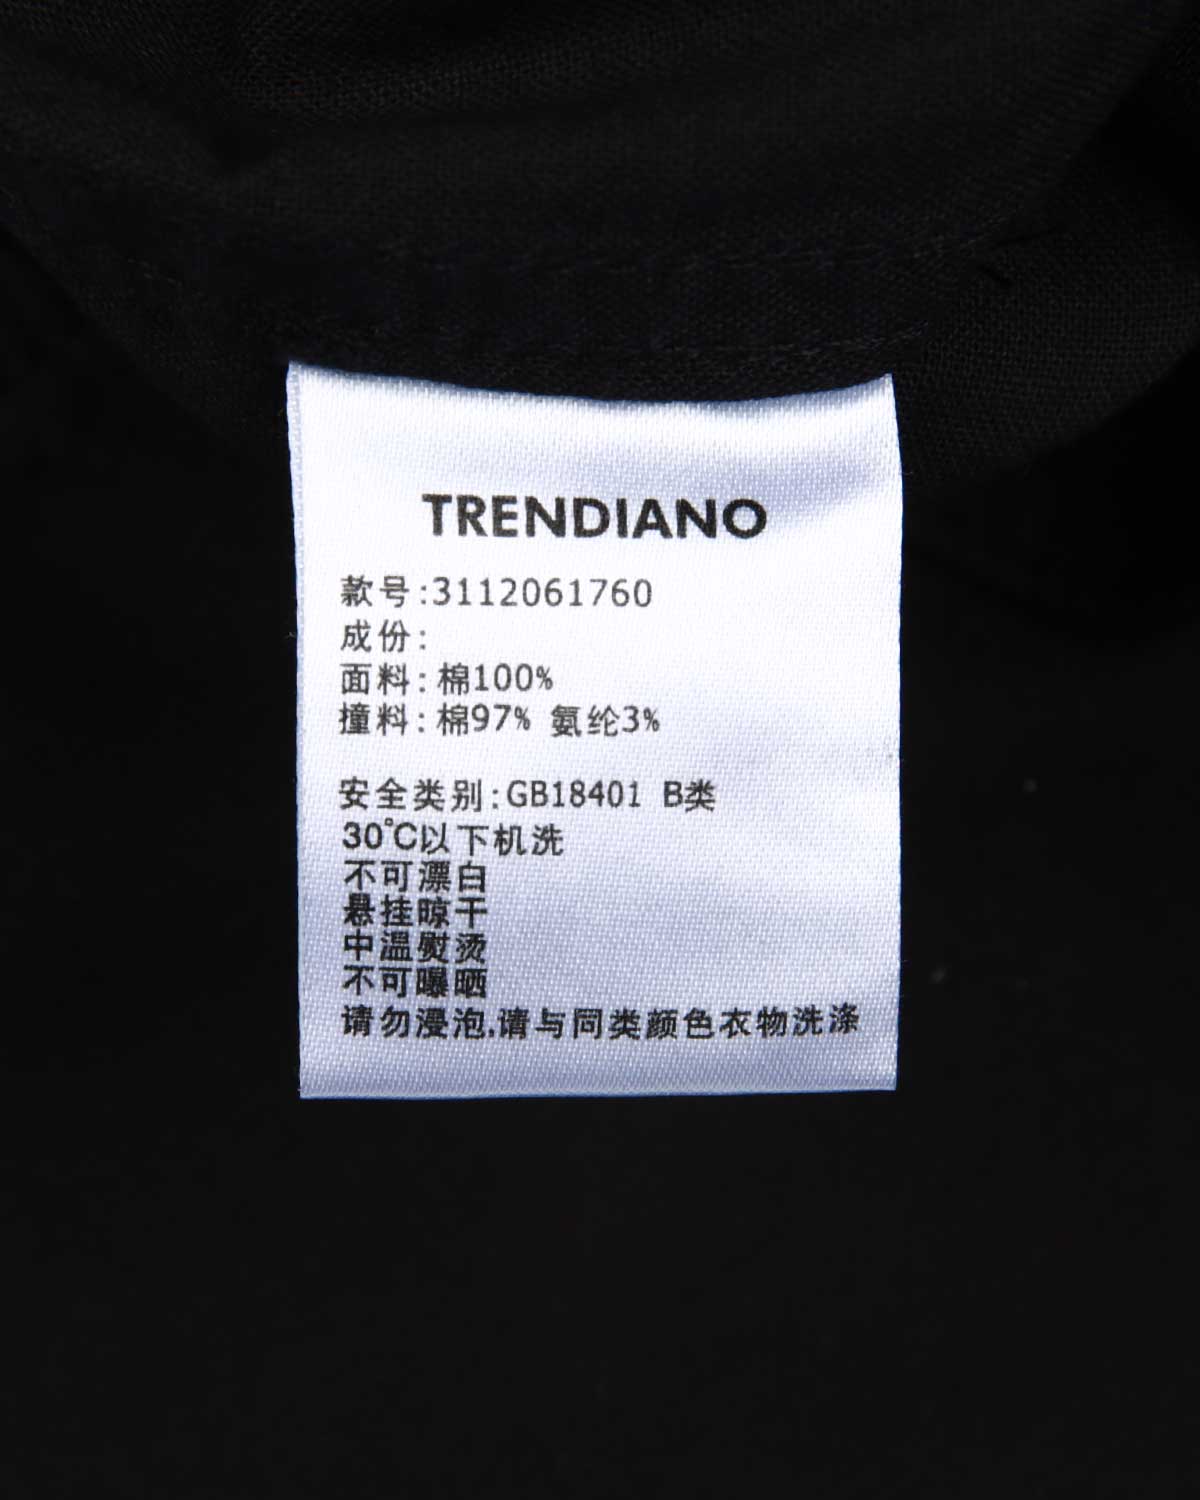 TRENDIANO
款号:3112061760
成份:
面料:棉100%
撞料:棉97% 氨纶3%
安全类别:GB18401 B类
30℃以下机洗
不可漂白
悬挂晾干
中温熨烫
不可曝晒
请勿浸泡.请与同类颜色衣物洗涤